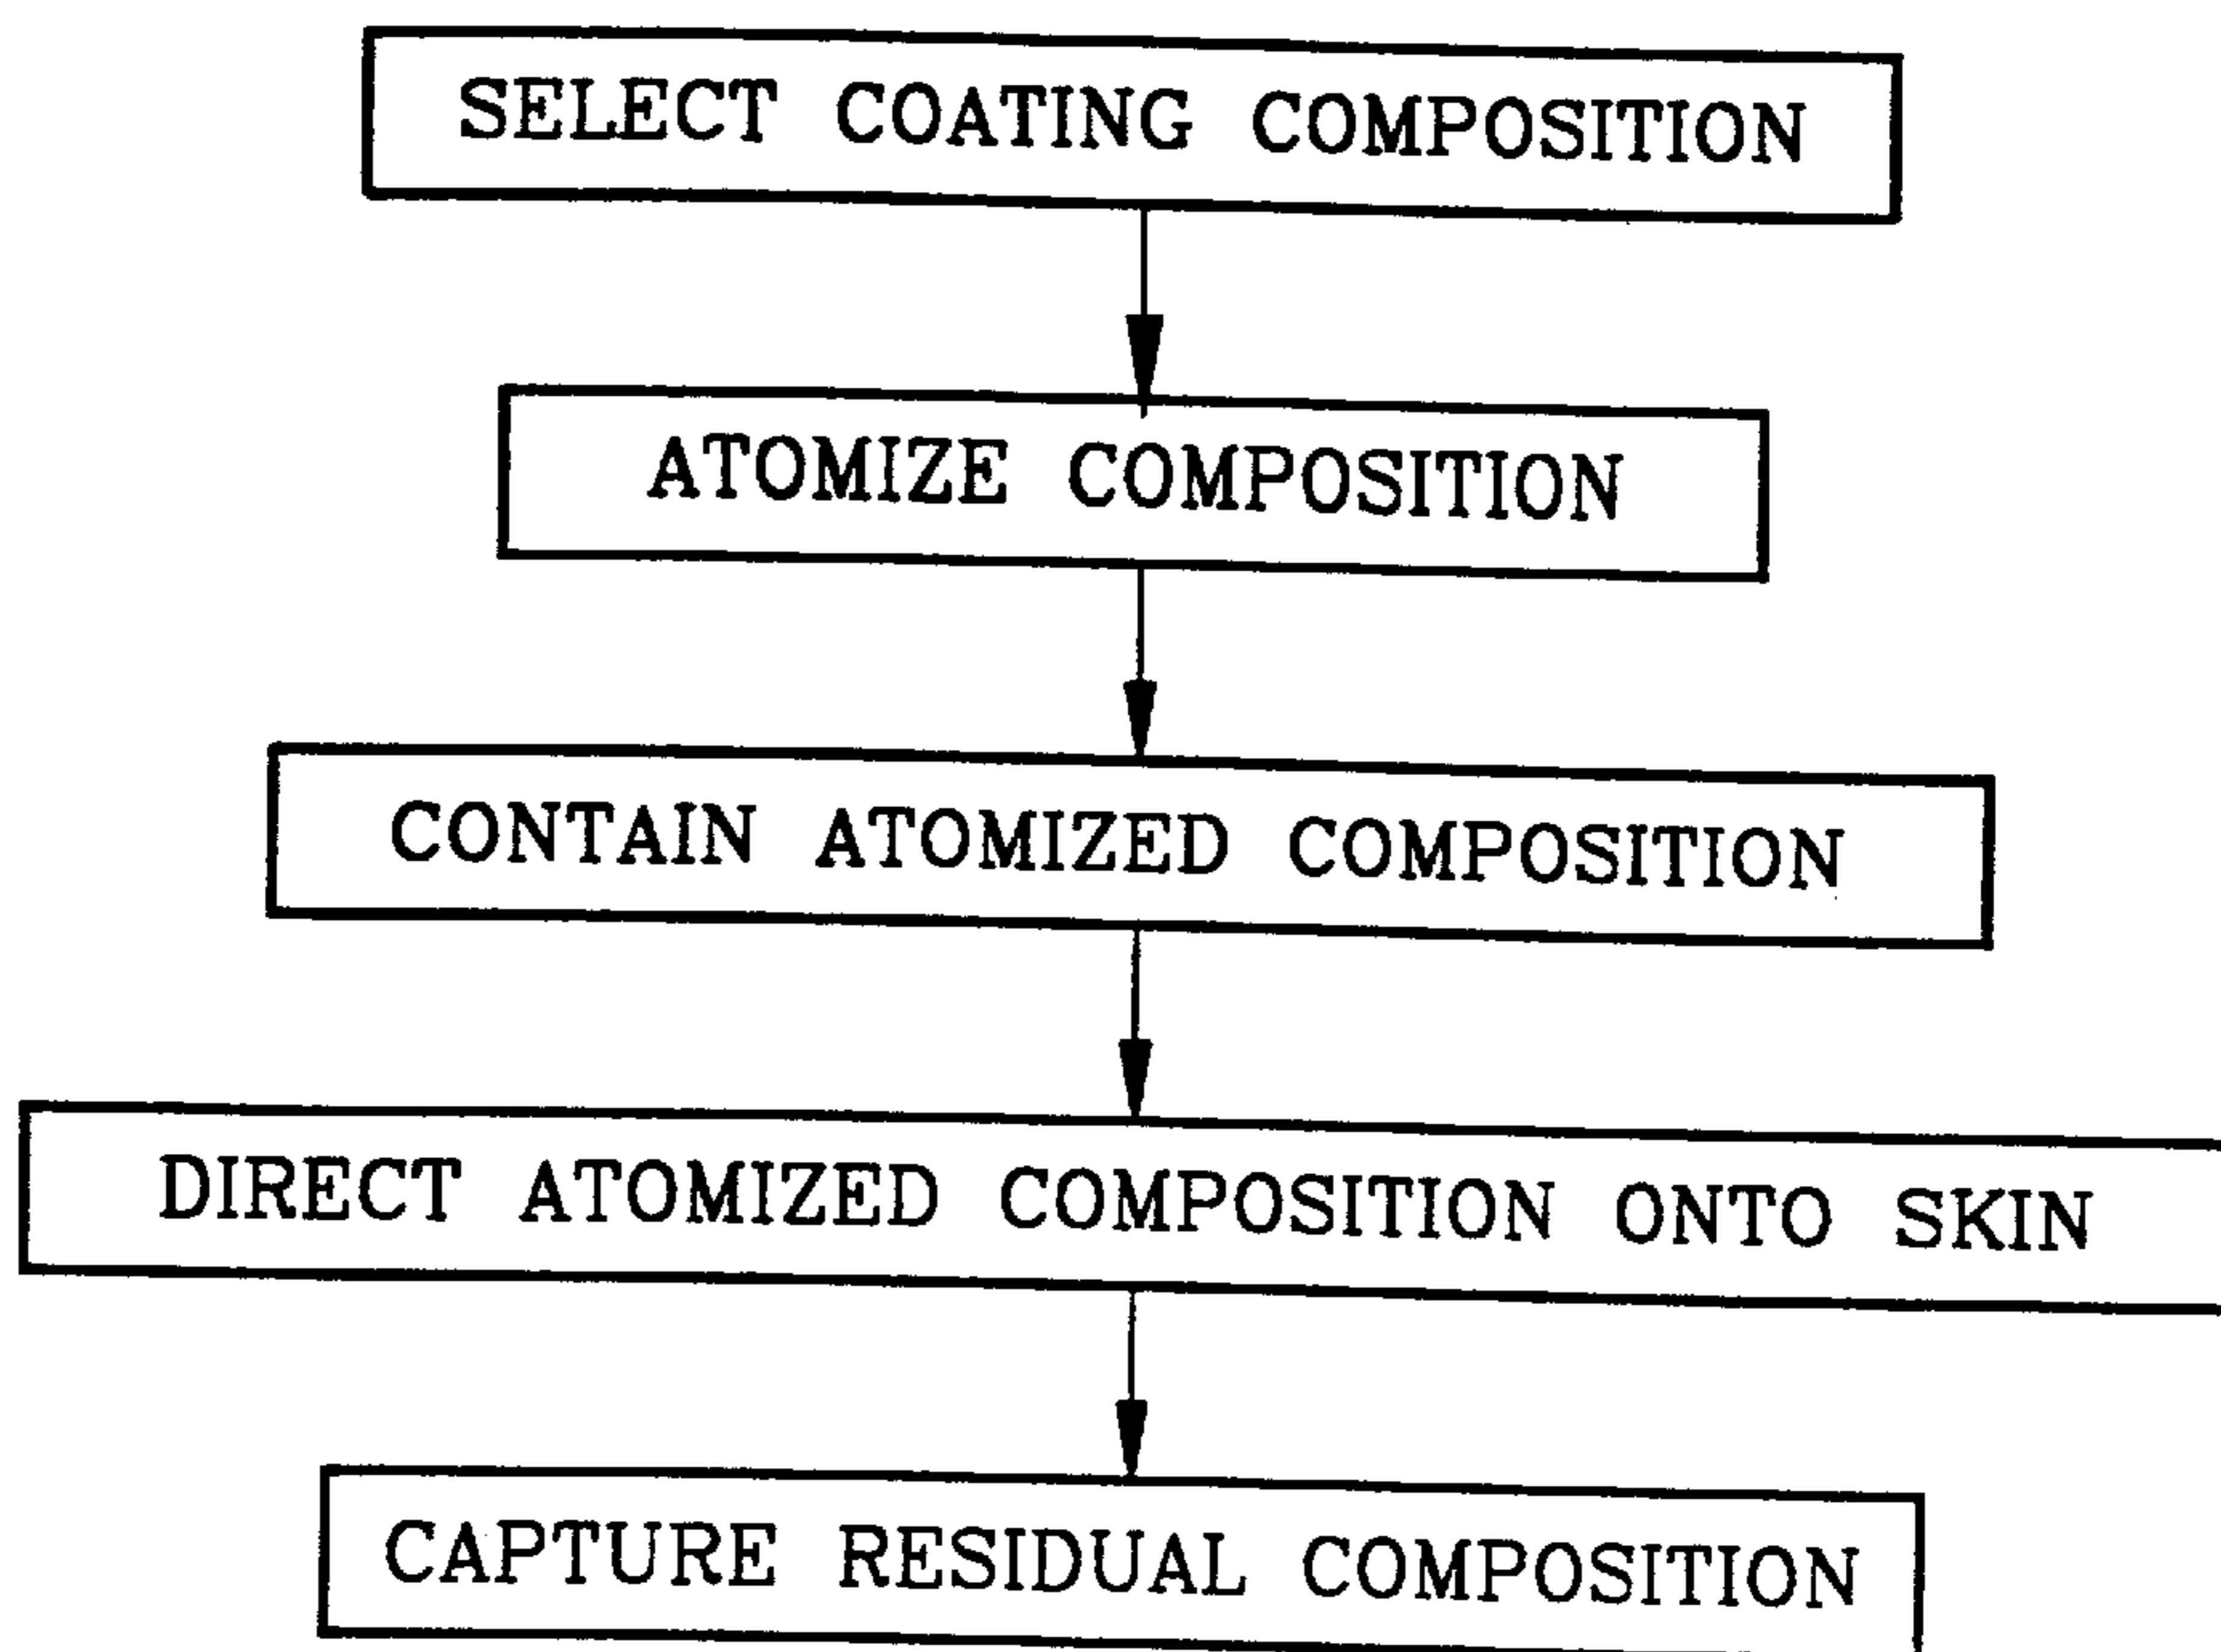 SELECT COATING COMPOSITION
ATOMIZE COMPOSITION
CONTAIN ATOMIZED COMPOSITION
DIRECT ATOMIZED COMPOSITION ONTO SKIN
CAPTURE RESIDUAL COMPOSITION